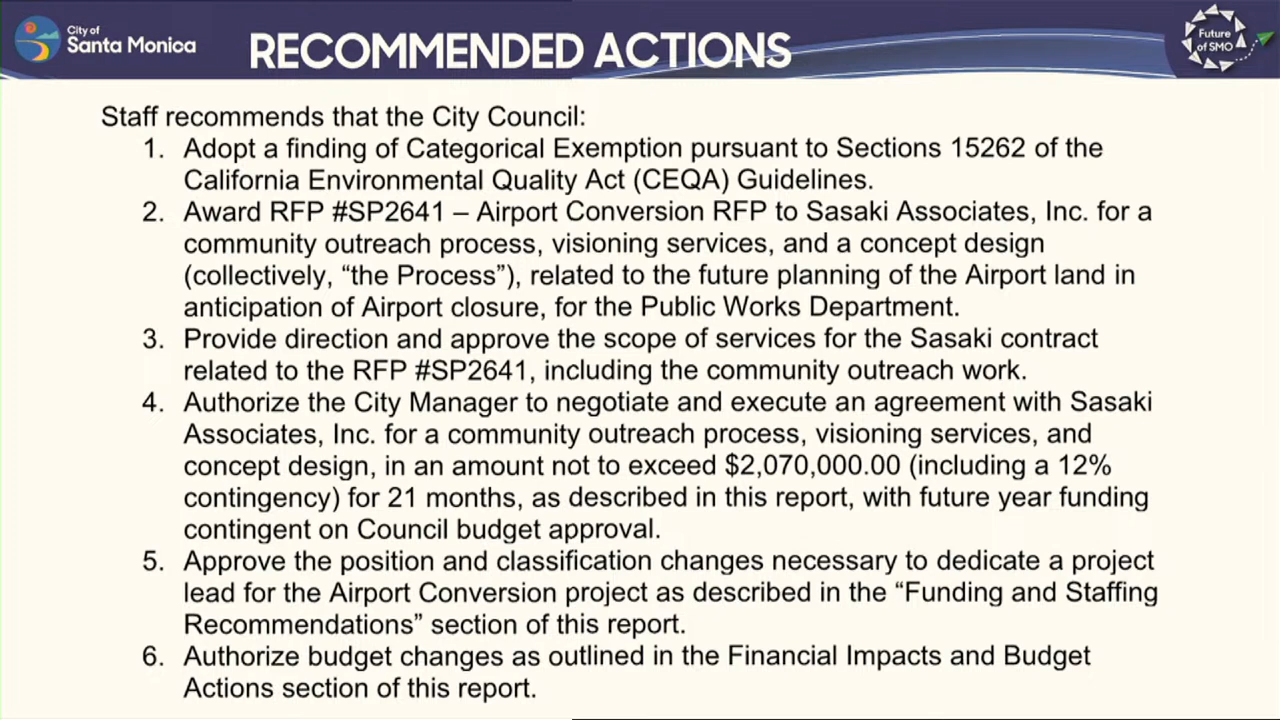 City of
Santa Monica
RECOMMENDED ACTIONS
Future
of SMO
Staff recommends that the City Council:
1. Adopt a finding of Categorical Exemption pursuant to Sections 15262 of the
California Environmental Quality Act (CEQA) Guidelines.
2. Award RFP #SP2641 – Airport Conversion RFP to Sasaki Associates, Inc. for a
community outreach process, visioning services, and a concept design
(collectively, “the Process”), related to the future planning of the Airport land in
anticipation of Airport closure, for the Public Works Department.
3. Provide direction and approve the scope of services for the Sasaki contract
related to the RFP #SP2641, including the community outreach work.
4. Authorize the City Manager to negotiate and execute an agreement with Sasaki
Associates, Inc. for a community outreach process, visioning services, and
concept design, in an amount not to exceed $2,070,000.00 (including a 12%
contingency) for 21 months, as described in this report, with future year funding
contingent on Council budget approval.
5. Approve the position and classification changes necessary to dedicate a project
lead for the Airport Conversion project as described in the “Funding and Staffing
Recommendations” section of this report.
6. Authorize budget changes as outlined in the Financial Impacts and Budget
Actions section of this report.